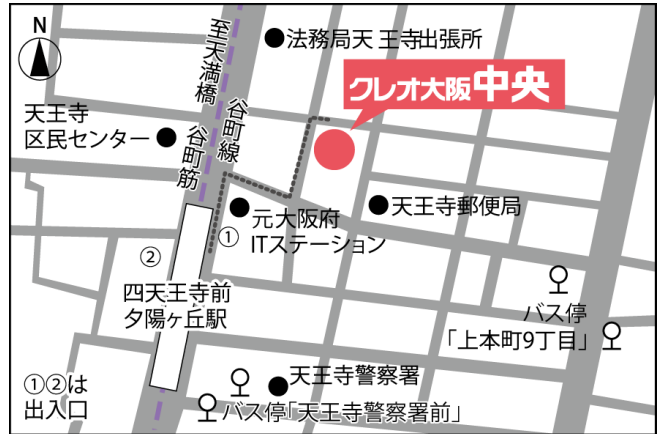 N
至天満橋
谷町線
谷町筋
法務局天王寺出張所
クレオ大阪中央
天王寺
区民センター
天王寺郵便局
元大阪府
ITステーション
①
②
四天王寺前
夕陽ヶ丘駅
バス停
「上本町9丁目」
天王寺警察署
バス停「天王寺警察署前」
①②は
出入口